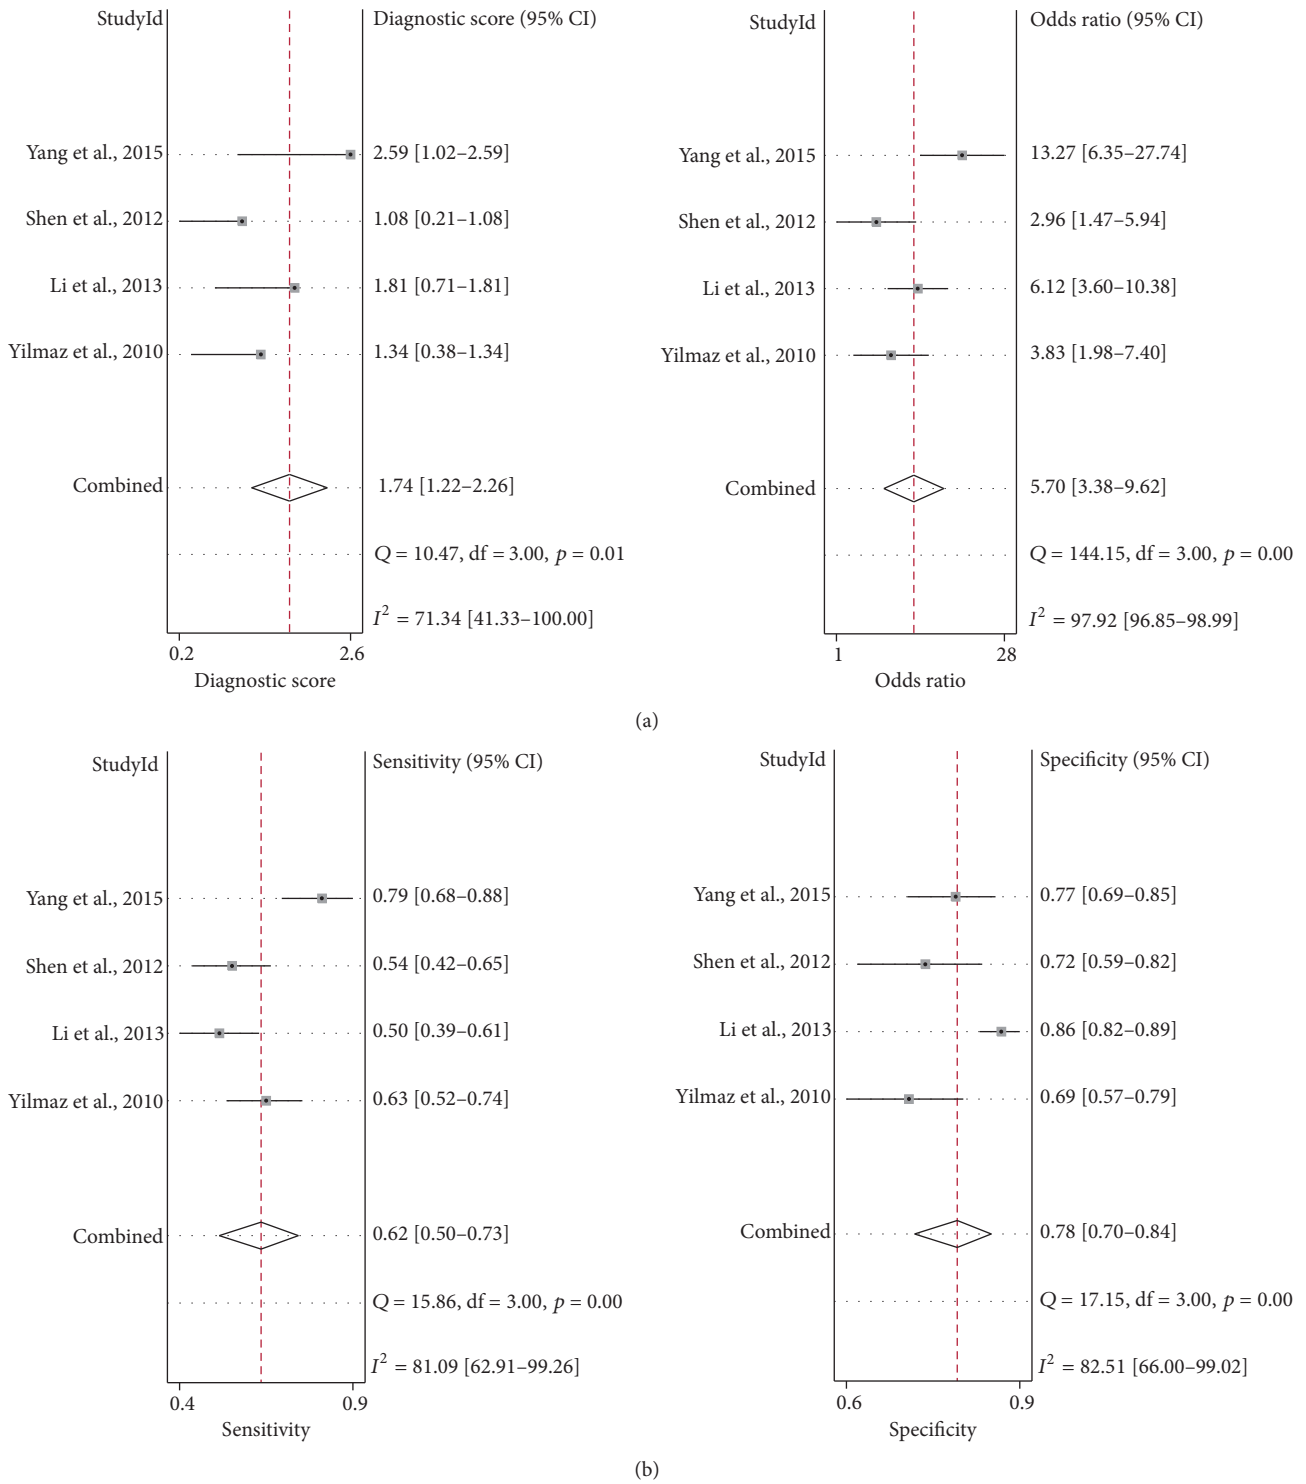 StudyId
Diagnostic score (95% CI)
Yang et al., 2015
2.59 [1.02–2.59]
Shen et al., 2012
1.08 [0.21–1.08]
Li et al., 2013
1.81 [0.71–1.81]
Yilmaz et al., 2010
1.34 [0.38–1.34]
Combined
1.74 [1.22–2.26]
Q = 10.47, df = 3.00, p = 0.01
I² = 71.34 [41.33–100.00]
0.2
2.6
Diagnostic score
StudyId
Odds ratio (95% CI)
Yang et al., 2015
13.27 [6.35–27.74]
Shen et al., 2012
2.96 [1.47–5.94]
Li et al., 2013
6.12 [3.60–10.38]
Yilmaz et al., 2010
3.83 [1.98–7.40]
Combined
5.70 [3.38–9.62]
Q = 144.15, df = 3.00, p = 0.00
I² = 97.92 [96.85–98.99]
1
28
Odds ratio
(a)
StudyId
Sensitivity (95% CI)
Yang et al., 2015
0.79 [0.68–0.88]
Shen et al., 2012
0.54 [0.42–0.65]
Li et al., 2013
0.50 [0.39–0.61]
Yilmaz et al., 2010
0.63 [0.52–0.74]
Combined
0.62 [0.50–0.73]
Q = 15.86, df = 3.00, p = 0.00
I² = 81.09 [62.91–99.26]
0.4
0.9
Sensitivity
StudyId
Specificity (95% CI)
Yang et al., 2015
0.77 [0.69–0.85]
Shen et al., 2012
0.72 [0.59–0.82]
Li et al., 2013
0.86 [0.82–0.89]
Yilmaz et al., 2010
0.69 [0.57–0.79]
Combined
0.78 [0.70–0.84]
Q = 17.15, df = 3.00, p = 0.00
I² = 82.51 [66.00–99.02]
0.6
0.9
Specificity
(b)